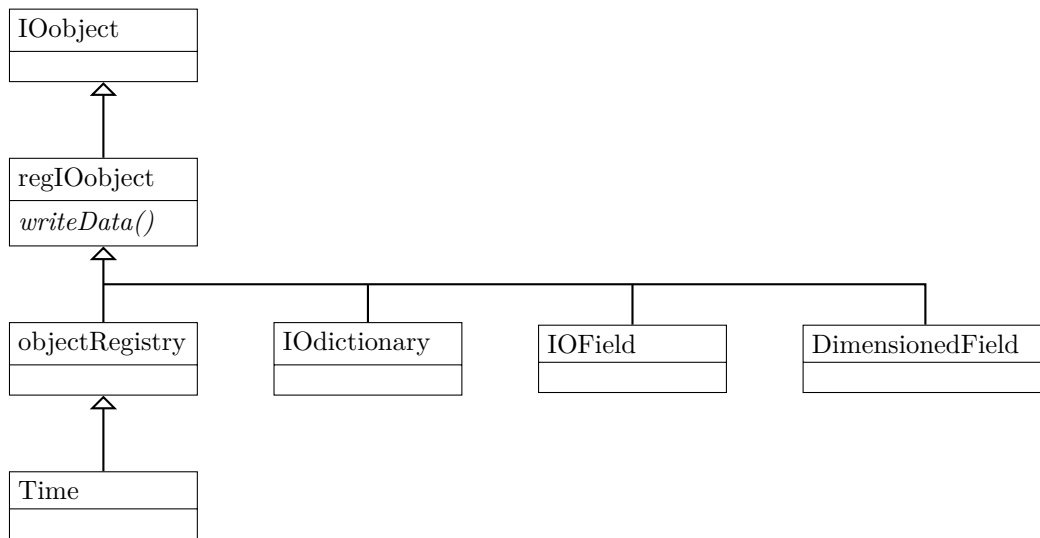 IOobject
regIOobject
writeData()
objectRegistry
IOdictionary
IOField
DimensionedField
Time